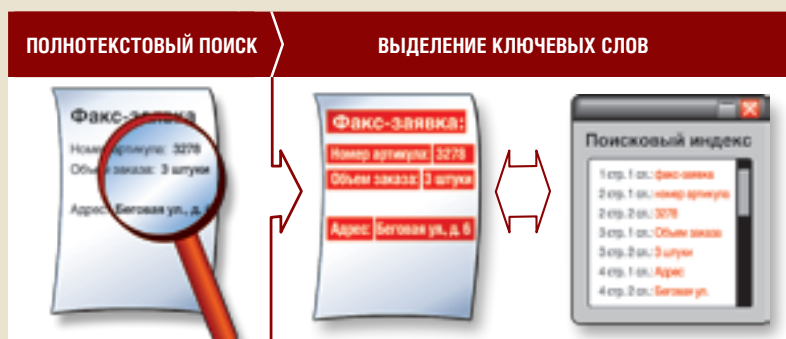 ПОЛНОТЕКСТОВЫЙ ПОИСК
ВЫДЕЛЕНИЕ КЛЮЧЕВЫХ СЛОВ
Факс-заявка
Номер артикула: 3278
Объем заказа: 3 штуки
Адрес: Беговая ул., д. 6
Факс-заявка:
Номер артикула: 3278
Объем заказа: 3 штуки
Адрес: Беговая ул., д. 6
Поисковый индекс
1 стр. 1 сл.: факс-заявка
2 стр. 1 сл.: номер артикула
2 стр. 2 сл.: 3278
3 стр. 1 сл.: Объем заказа
3 стр. 2 сл.: 3 штуки
4 стр. 1 сл.: Адрес
4 стр. 2 сл.: Беговая ул.